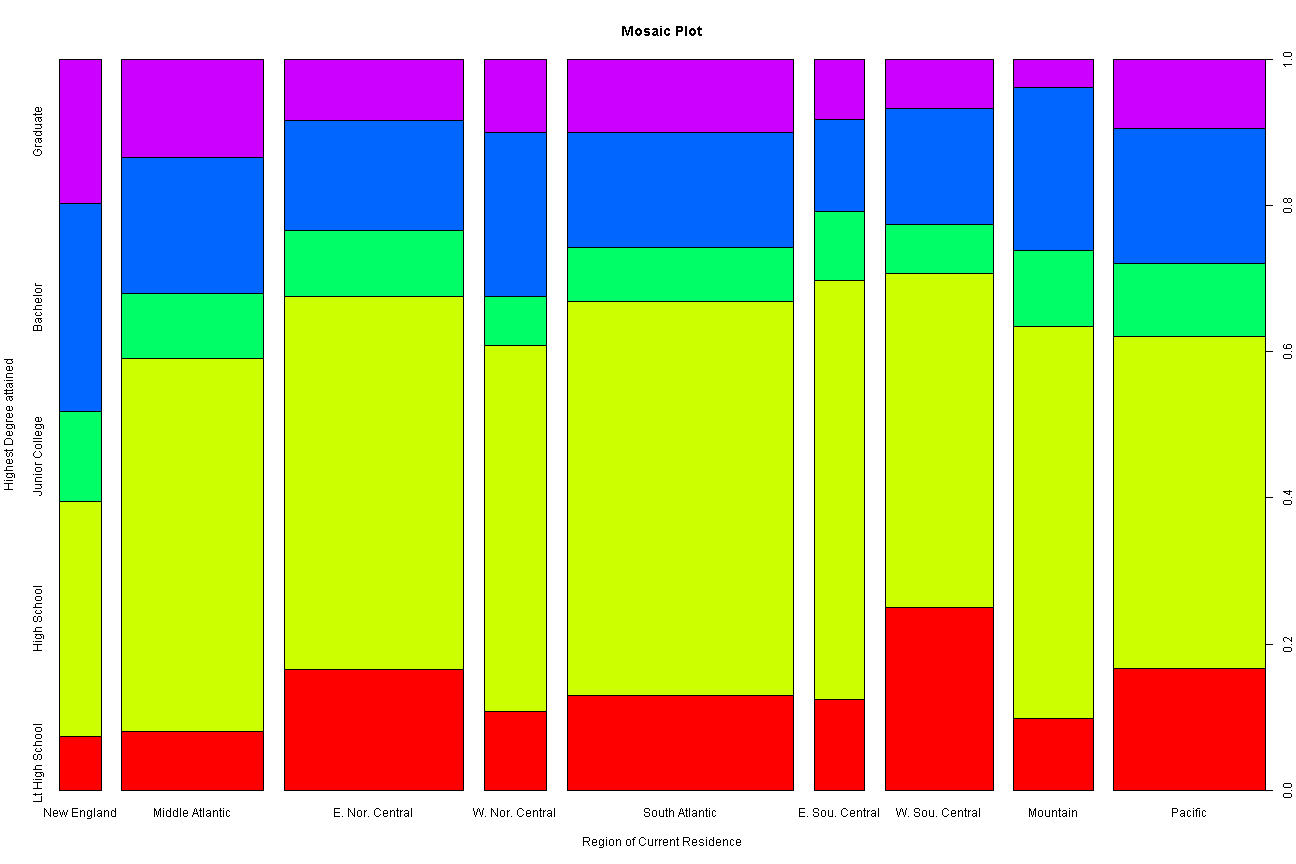 Mosaic Plot
Highest Degree attained
Graduate
Bachelor
Junior College
High School
Lt High School
1.0
0.8
0.6
0.4
0.2
0.0
New England
Middle Atlantic
E. Nor. Central
W. Nor. Central
South Atlantic
E. Sou. Central
W. Sou. Central
Mountain
Pacific
Region of Current Residence